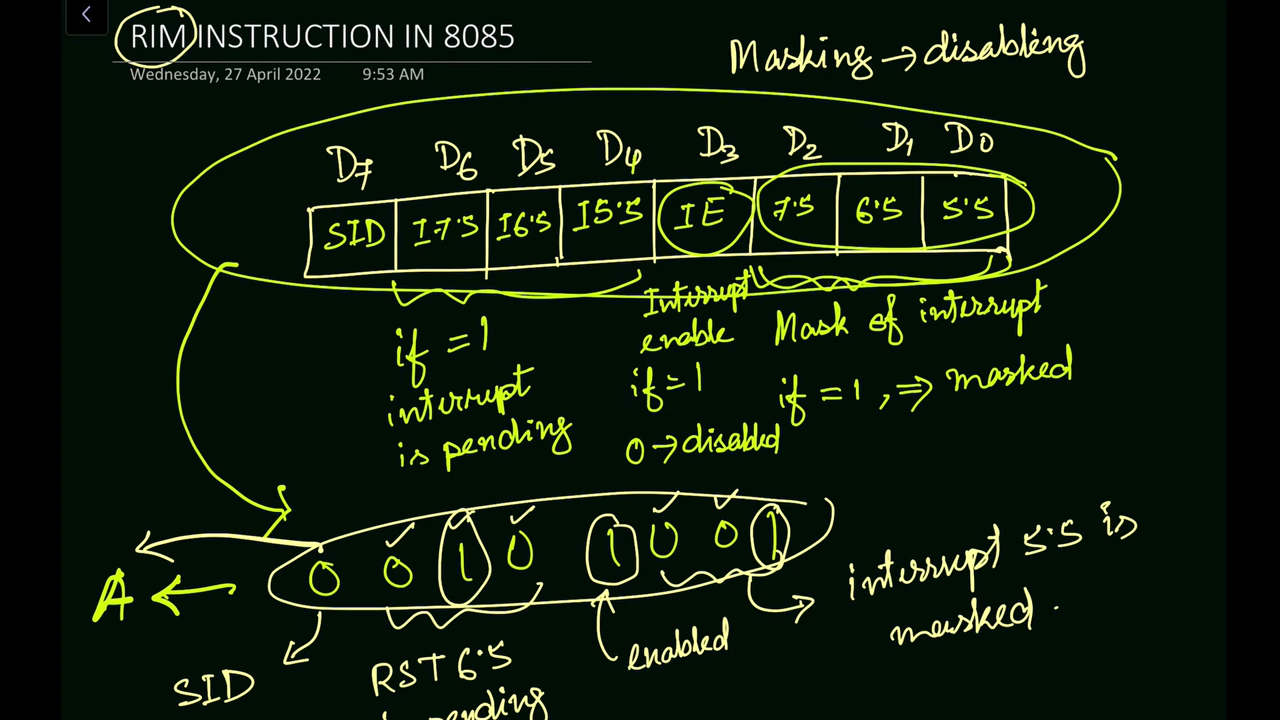 RIM INSTRUCTION IN 8085
Wednesday, 27 April 2022 9:53 AM
Masking → disabling
D7 D6 D5 D4 D3 D2 D1 D0
SID I7.5 I6.5 I5.5 IE 7.5 6.5 5.5
if = 1
interrupt
is pending
Interrupt
enable
if = 1
0 → disabled
Mask of interrupt
if = 1, ⇒ masked
0 0 1 0 1 0 0 1
A ←
SID
RST 6.5
pending
enabled
interrupt 5.5 is
masked.